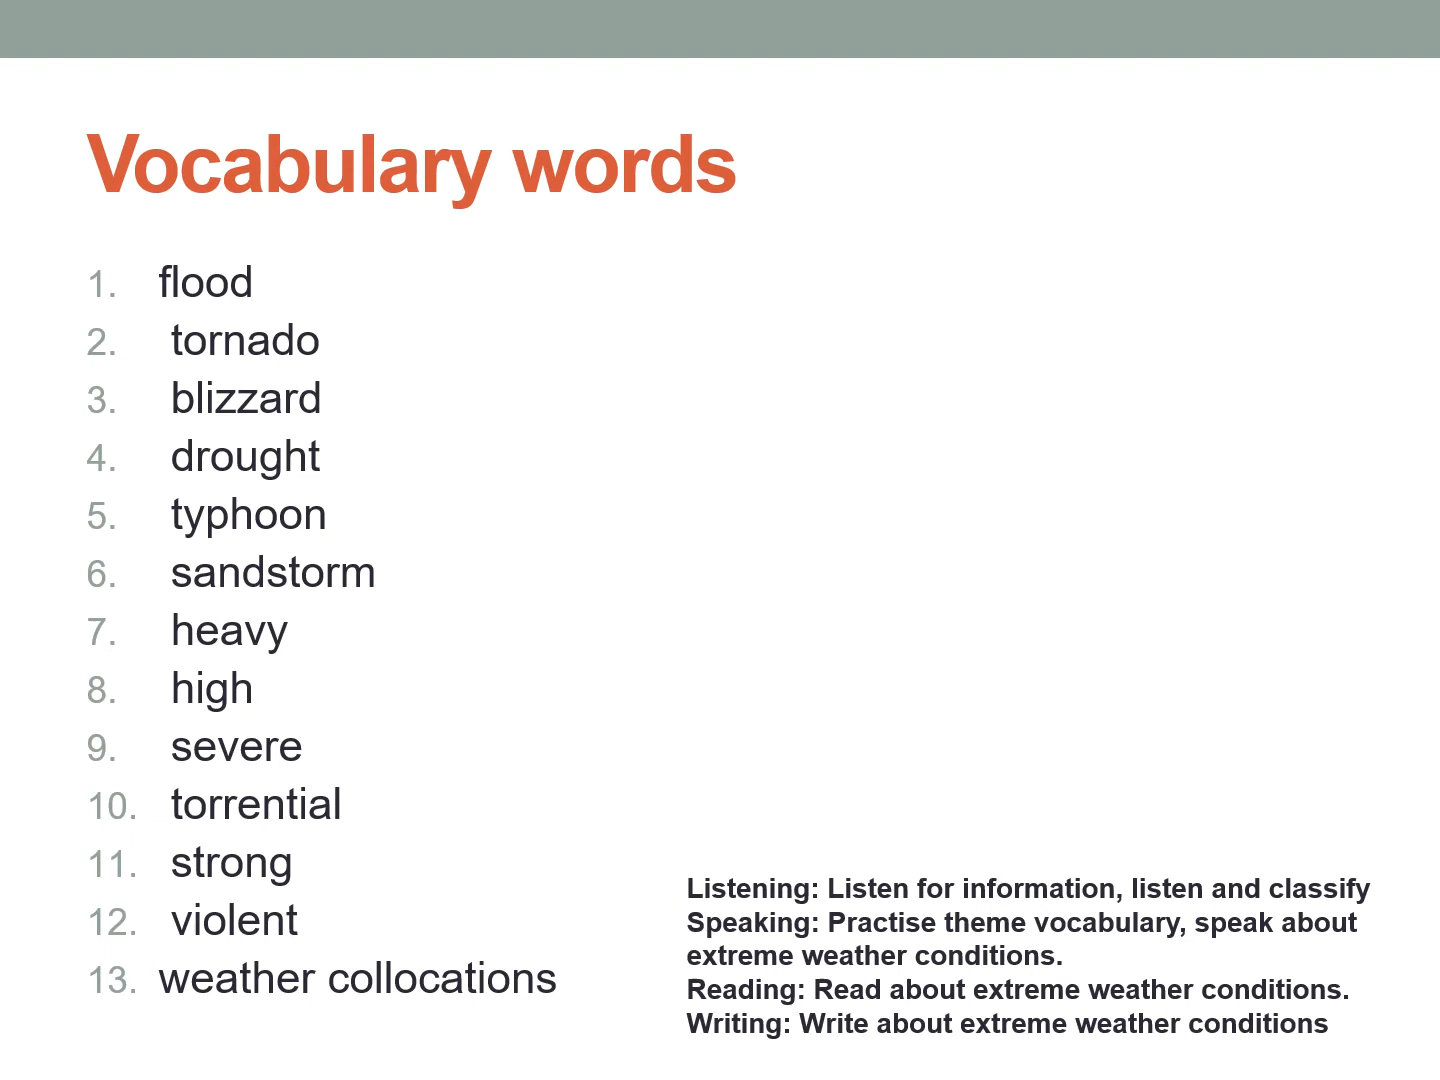 Vocabulary words
1. flood
2. tornado
3. blizzard
4. drought
5. typhoon
6. sandstorm
7. heavy
8. high
9. severe
10. torrential
11. strong
12. violent
13. weather collocations
Listening: Listen for information, listen and classify
Speaking: Practise theme vocabulary, speak about
extreme weather conditions.
Reading: Read about extreme weather conditions.
Writing: Write about extreme weather conditions